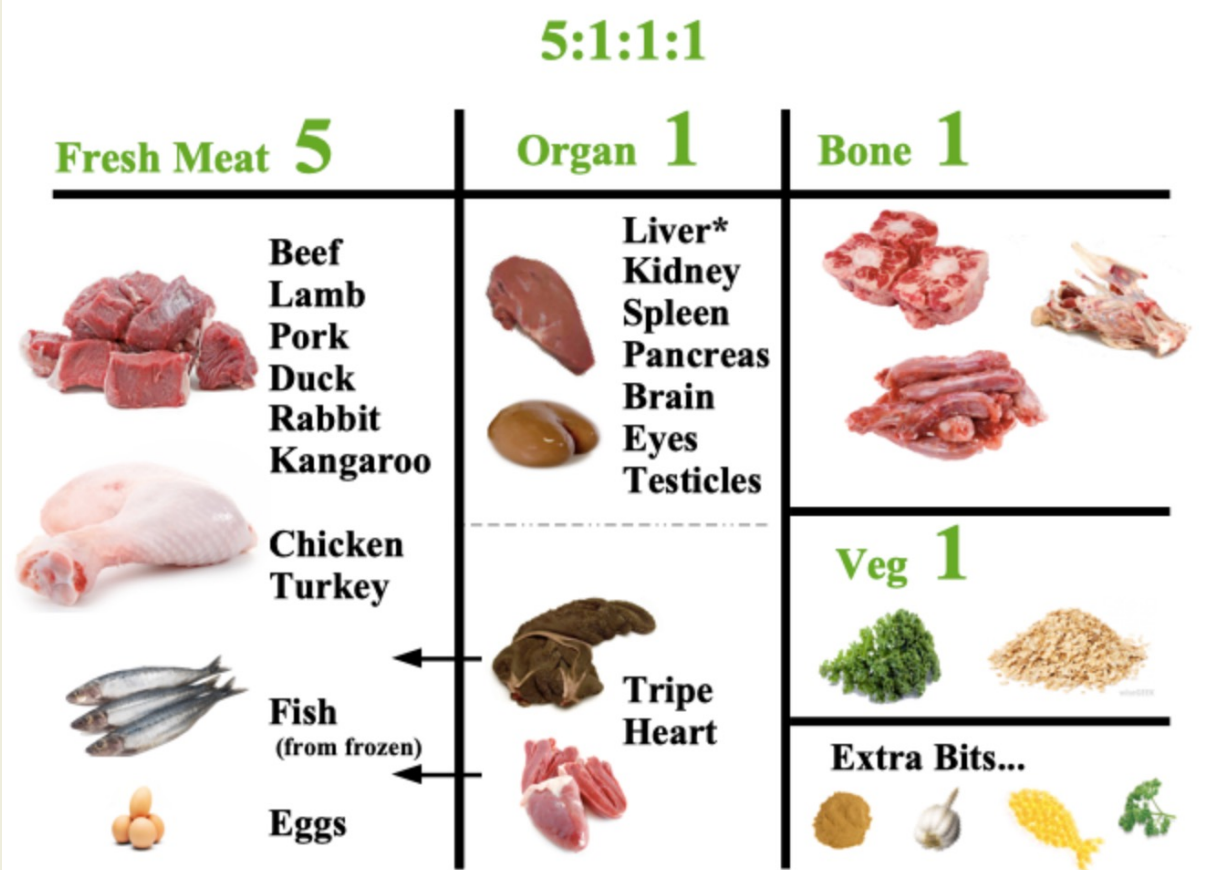 5:1:1:1
Fresh Meat 5
Beef
Lamb
Pork
Duck
Rabbit
Kangaroo
Chicken
Turkey
Fish
(from frozen)
Eggs
Organ 1
Liver*
Kidney
Spleen
Pancreas
Brain
Eyes
Testicles
Tripe
Heart
Bone 1
Veg 1
Extra Bits...